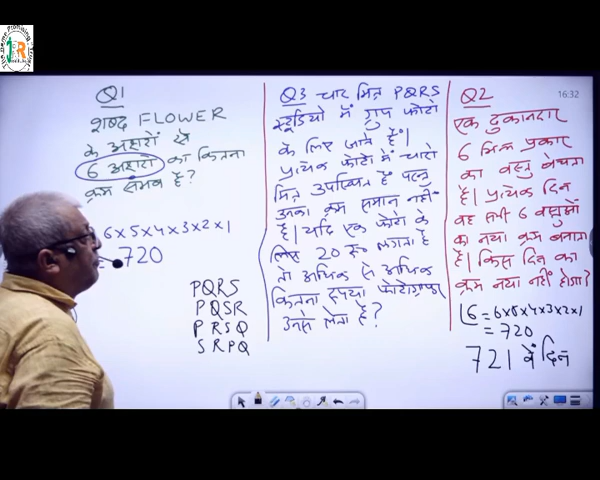 1R
16:32
Q1
शब्द FLOWER
के अक्षरों से
6 अक्षरों का कितना
क्रम संभव है?
6×5×4×3×2×1
= 720
PQRS
PQSR
PRSQ
SRPQ
Q3 चार मित्र PQRS
स्टूडियो में ग्रुप फोटो
के लिए जाते हैं।
प्रत्येक फोटो में चारो
मित्र उपस्थित हैं परन्तु
उनका क्रम समान नहीं
है। यदि एक फोटो के
लिए 20 रू लगता है
तो अधिक से अधिक
कितना रुपया फोटोग्राफर
उनसे लेता है?
Q2
एक दुकानदार
6 भिन्न प्रकार
का वस्तु बेचता
है। प्रत्येक दिन
वह सभी 6 वस्तुओं
का नया क्रम बनाता
है। किस दिन का
क्रम नया नहीं होगा?
6 = 6×5×4×3×2×1
= 720
721 वें दिन